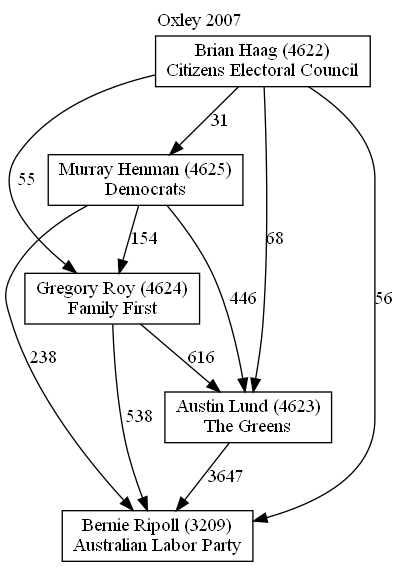 Oxley 2007
Brian Haag (4622)
Citizens Electoral Council
31
Murray Henman (4625)
Democrats
55
154
68
Gregory Roy (4624)
Family First
446
56
238
616
538
Austin Lund (4623)
The Greens
3647
Bernie Ripoll (3209)
Australian Labor Party